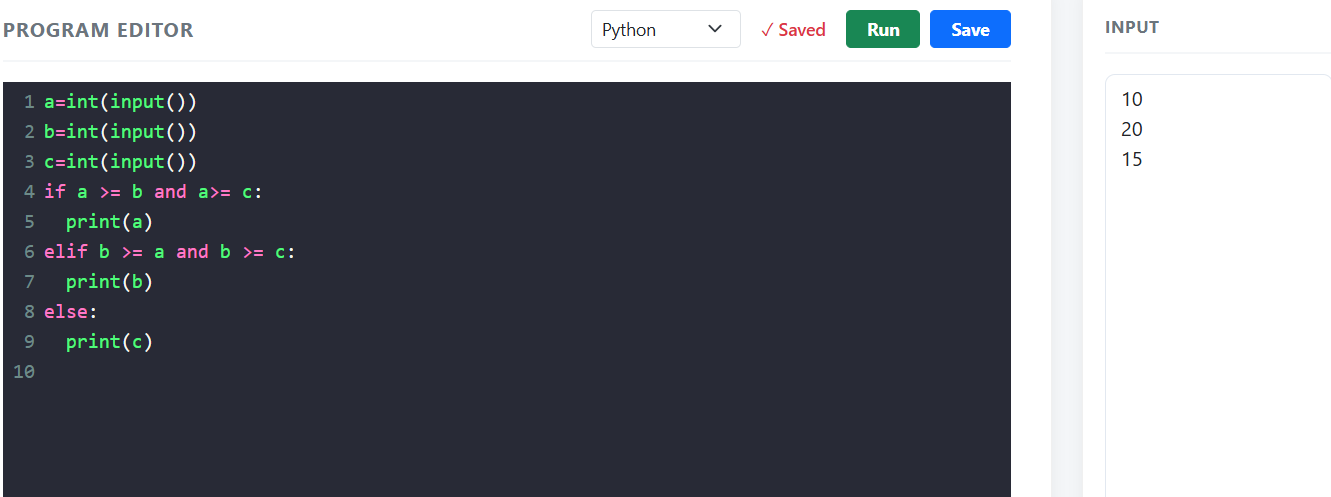 PROGRAM EDITOR
Python
✓ Saved
Run
Save
1 a=int(input())
2 b=int(input())
3 c=int(input())
4 if a >= b and a>= c:
5   print(a)
6 elif b >= a and b >= c:
7   print(b)
8 else:
9   print(c)
10
INPUT
10
20
15